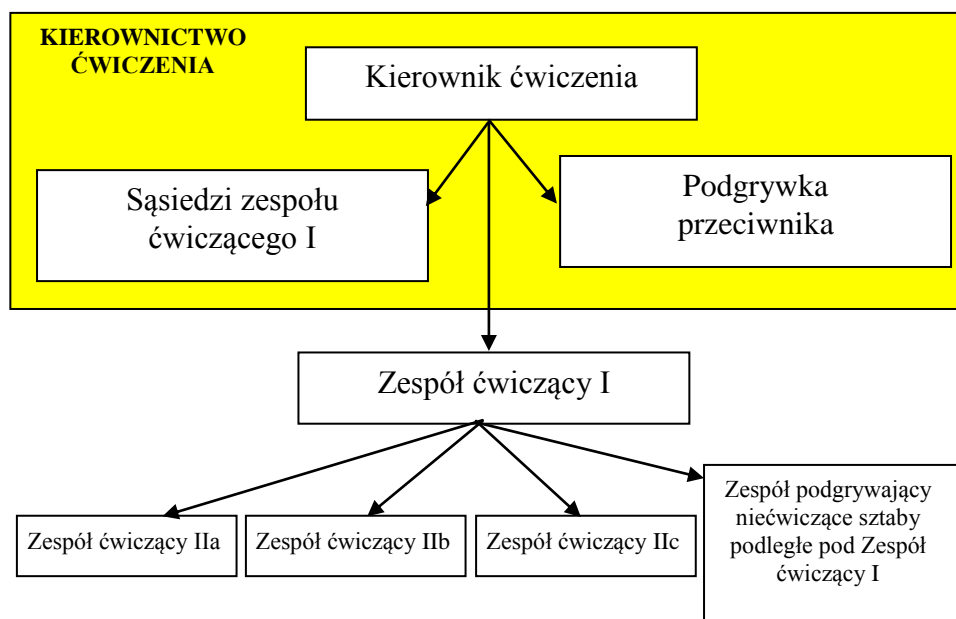 KIEROWNICTWO
ĆWICZENIA
Kierownik ćwiczenia
Sąsiedzi zespołu
ćwiczącego I
Podgrywka
przeciwnika
Zespół ćwiczący I
Zespół ćwiczący IIa
Zespół ćwiczący IIb
Zespół ćwiczący IIc
Zespół podgrywający
niećwiczące sztaby
podległe pod Zespół
ćwiczący I